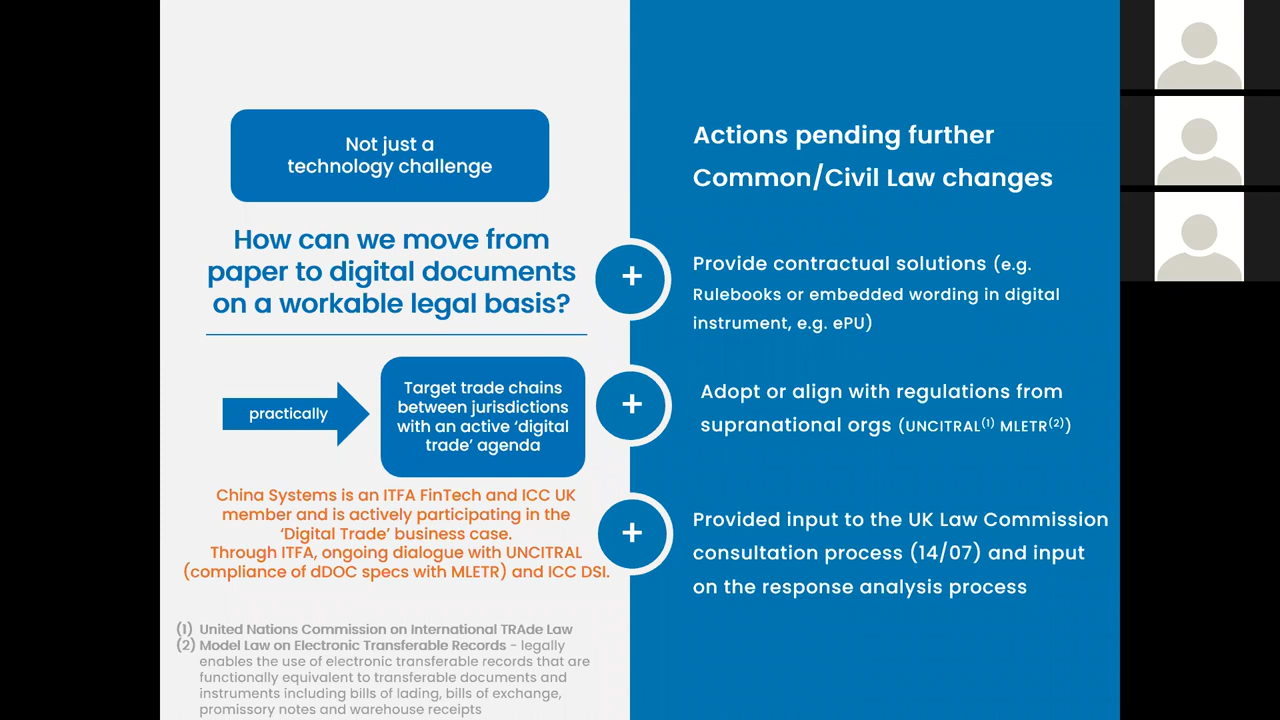 Not just a
technology challenge
How can we move from
paper to digital documents
on a workable legal basis?
practically
Target trade chains
between jurisdictions
with an active ‘digital
trade’ agenda
China Systems is an ITFA FinTech and ICC UK
member and is actively participating in the
‘Digital Trade’ business case.
Through ITFA, ongoing dialogue with UNCITRAL
(compliance of dDOC specs with MLETR) and ICC DSI.
(1) United Nations Commission on International TRAde Law
(2) Model Law on Electronic Transferable Records - legally
enables the use of electronic transferable records that are
functionally equivalent to transferable documents and
instruments including bills of lading, bills of exchange,
promissory notes and warehouse receipts
Actions pending further
Common/Civil Law changes
+
Provide contractual solutions (e.g.
Rulebooks or embedded wording in digital
instrument, e.g. ePU)
+
Adopt or align with regulations from
supranational orgs (UNCITRAL(1) MLETR(2))
+
Provided input to the UK Law Commission
consultation process (14/07) and input
on the response analysis process